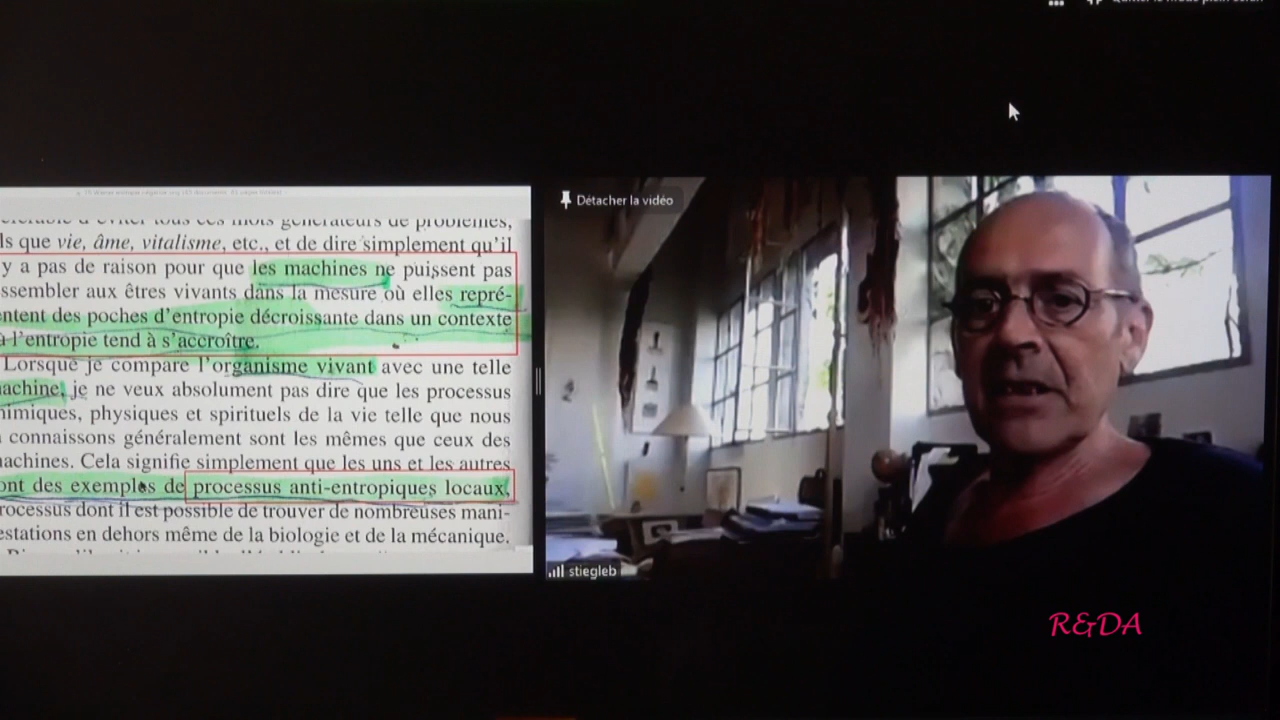 ls que vie, âme, vitalisme, etc., et de dire simplement qu'il
y a pas de raison pour que les machines ne puissent pas
ssembler aux êtres vivants dans la mesure où elles repré-
entent des poches d'entropie décroissante dans un contexte
à l'entropie tend à s'accroître.
Lorsque je compare l'organisme vivant avec une telle
achine, je ne veux absolument pas dire que les processus
himiques, physiques et spirituels de la vie telle que nous
connaissons généralement sont les mêmes que ceux des
achines. Cela signifie simplement que les uns et les autres
ont des exemples de processus anti-entropiques locaux,
rocessus dont il est possible de trouver de nombreuses mani-
estations en dehors même de la biologie et de la mécanique.
Détacher la vidéo
stiegleb
R&DA